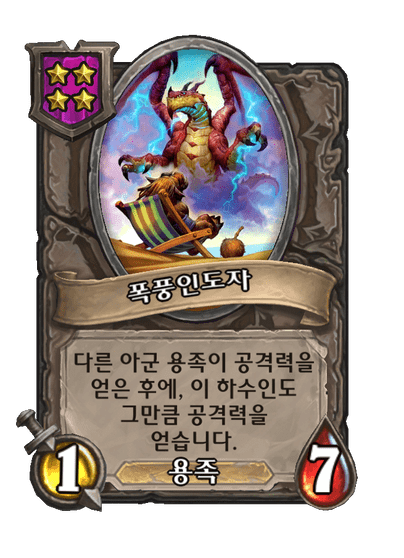 폭풍인도자
다른 아군 용족이 공격력을
얻은 후에, 이 하수인도
그만큼 공격력을
얻습니다.
용족
1
7